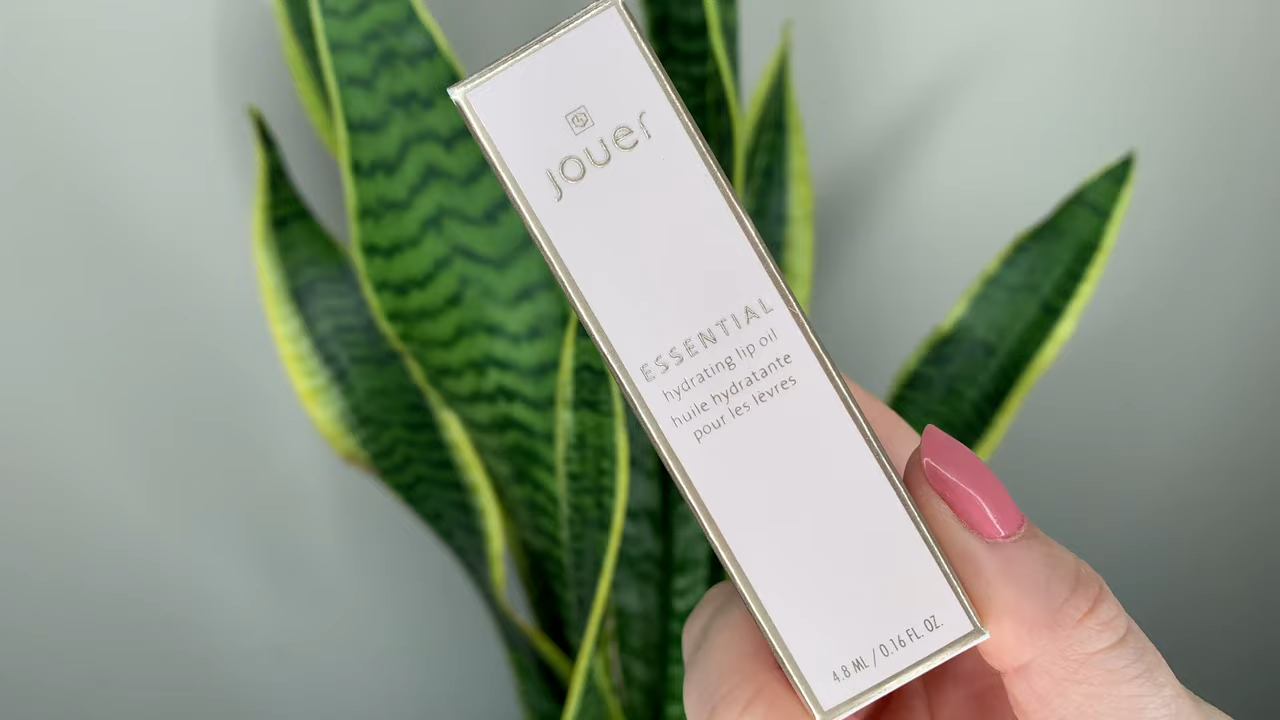 jouer
ESSENTIAL
hydrating lip oil
huile hydratante
pour les lèvres
4.8 ML / 0.16 FL. OZ.